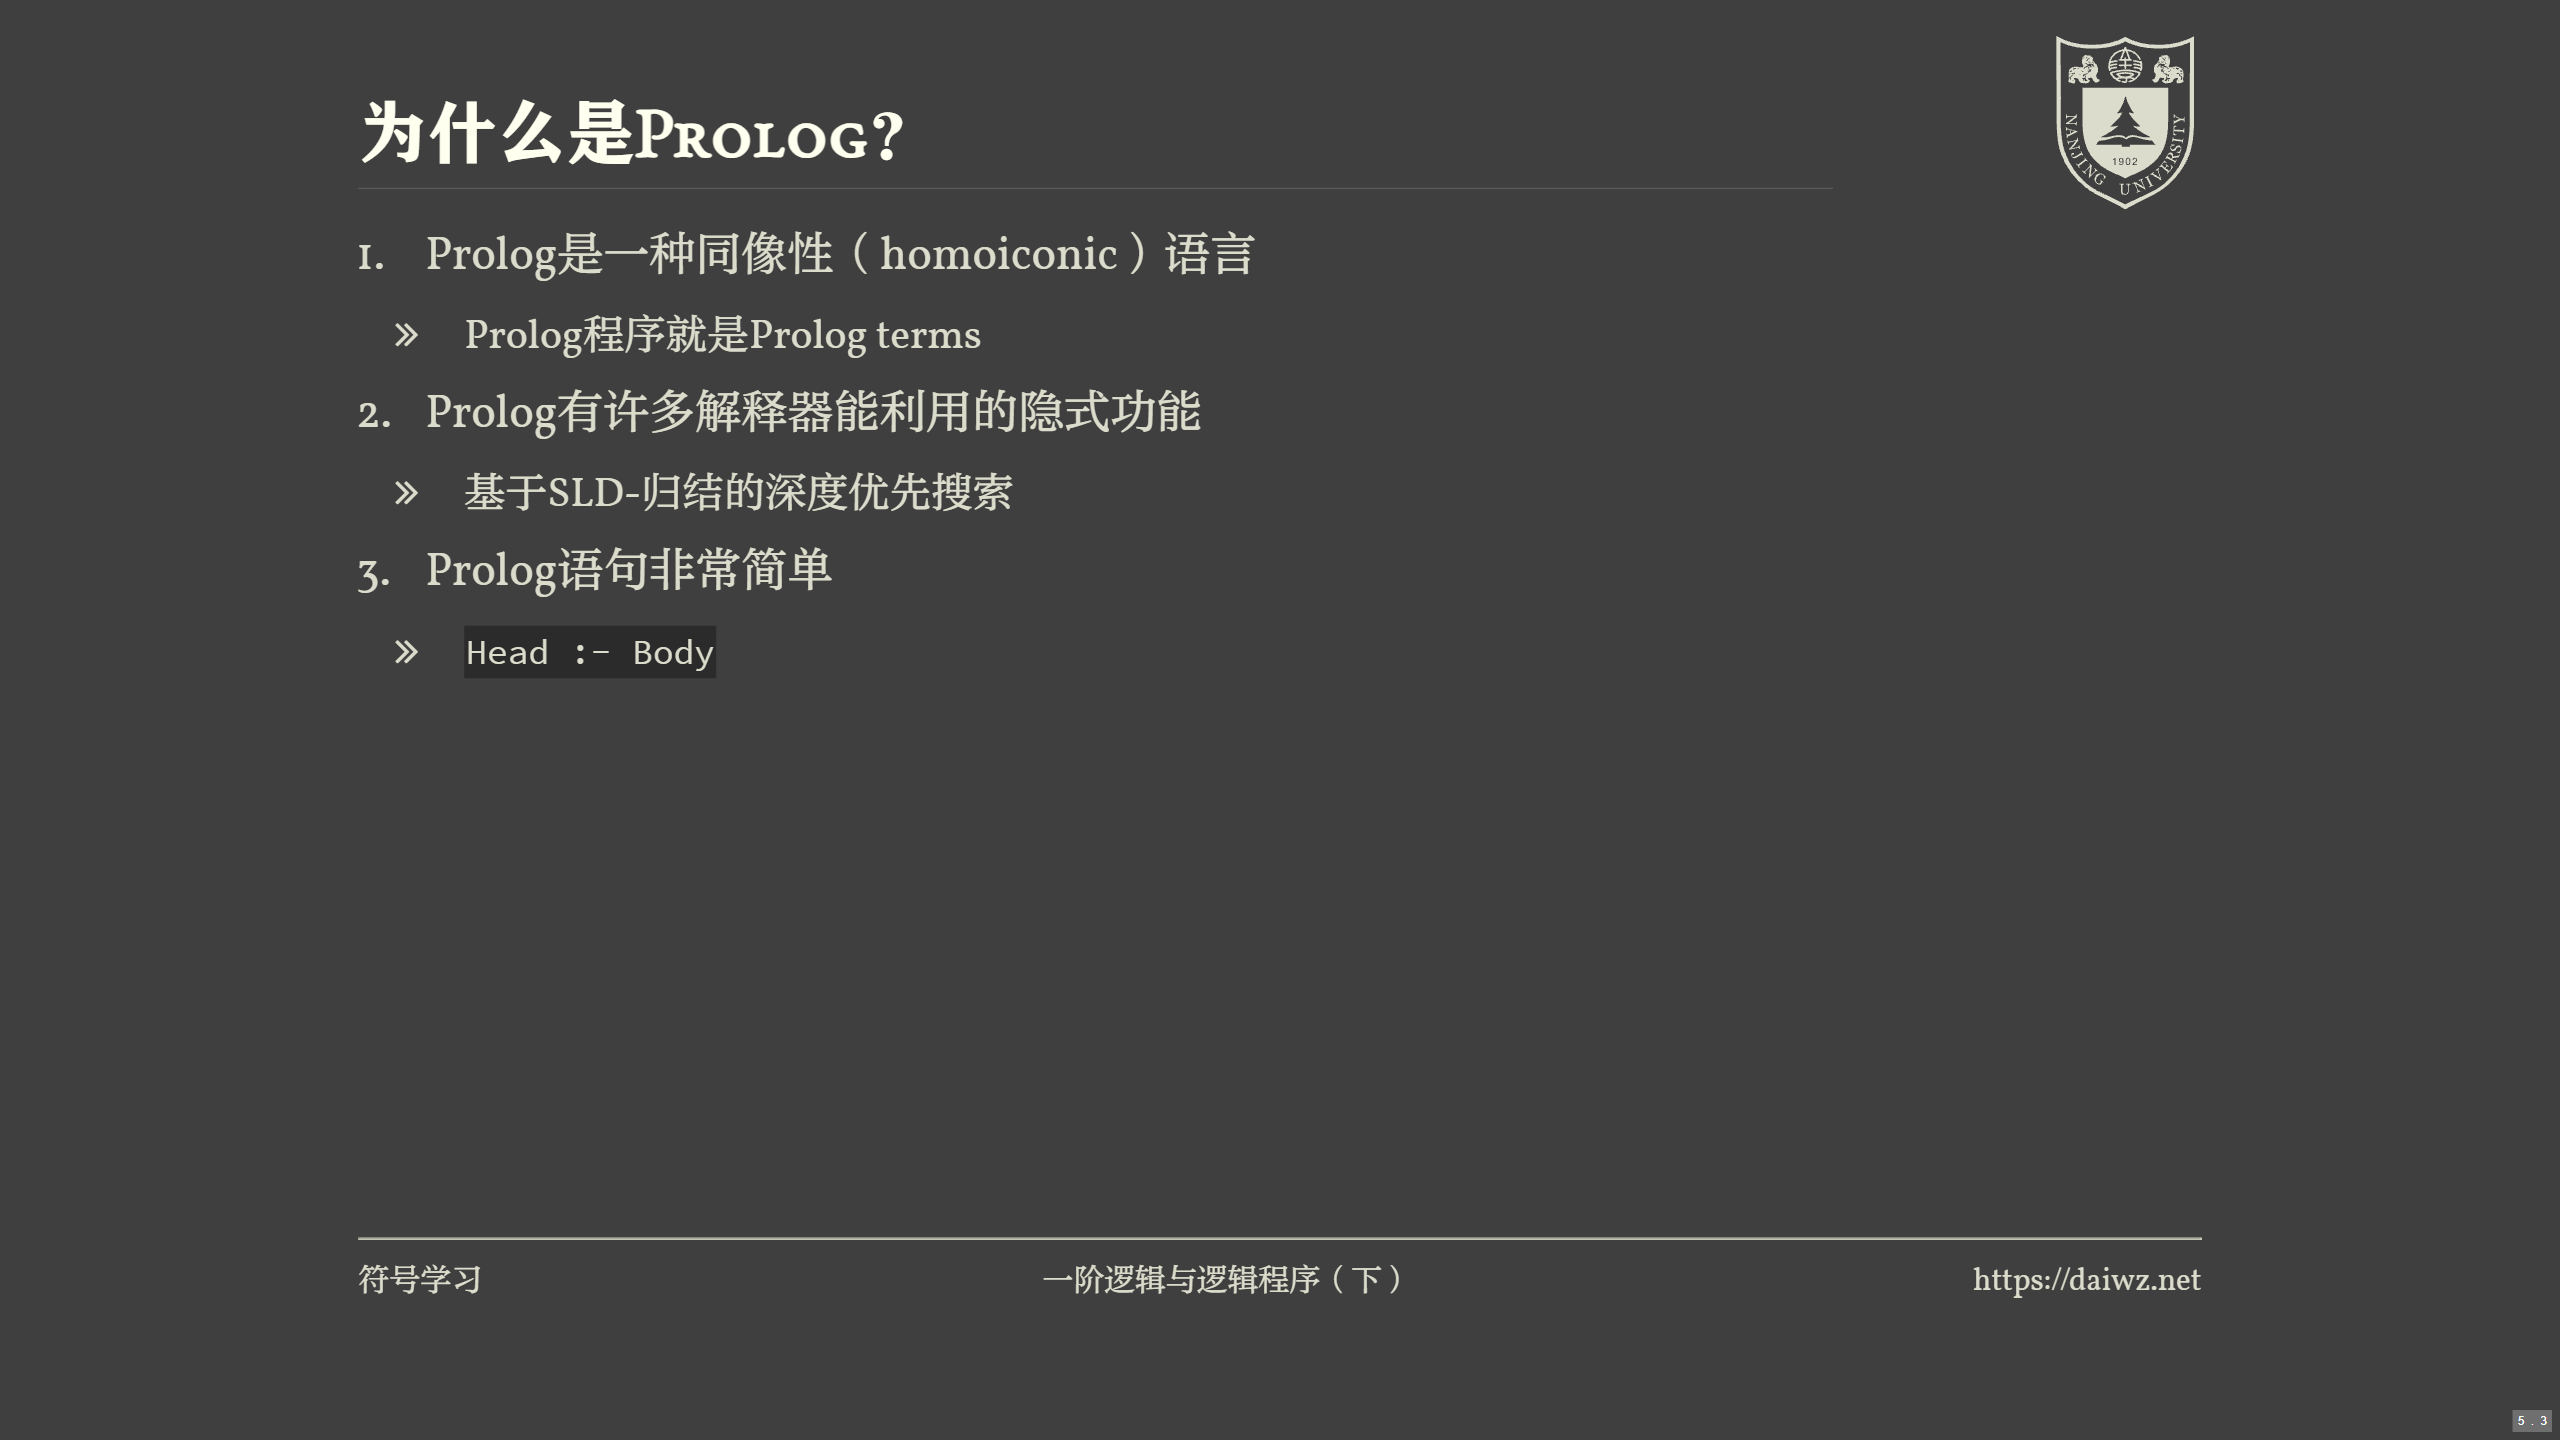 为什么是PROLOG?
NANJING UNIVERSITY
1902
1. Prolog是一种同像性（homoiconic）语言
» Prolog程序就是Prolog terms
2. Prolog有许多解释器能利用的隐式功能
» 基于SLD-归结的深度优先搜索
3. Prolog语句非常简单
» Head :- Body
符号学习 一阶逻辑与逻辑程序（下） https://daiwz.net
5 . 3